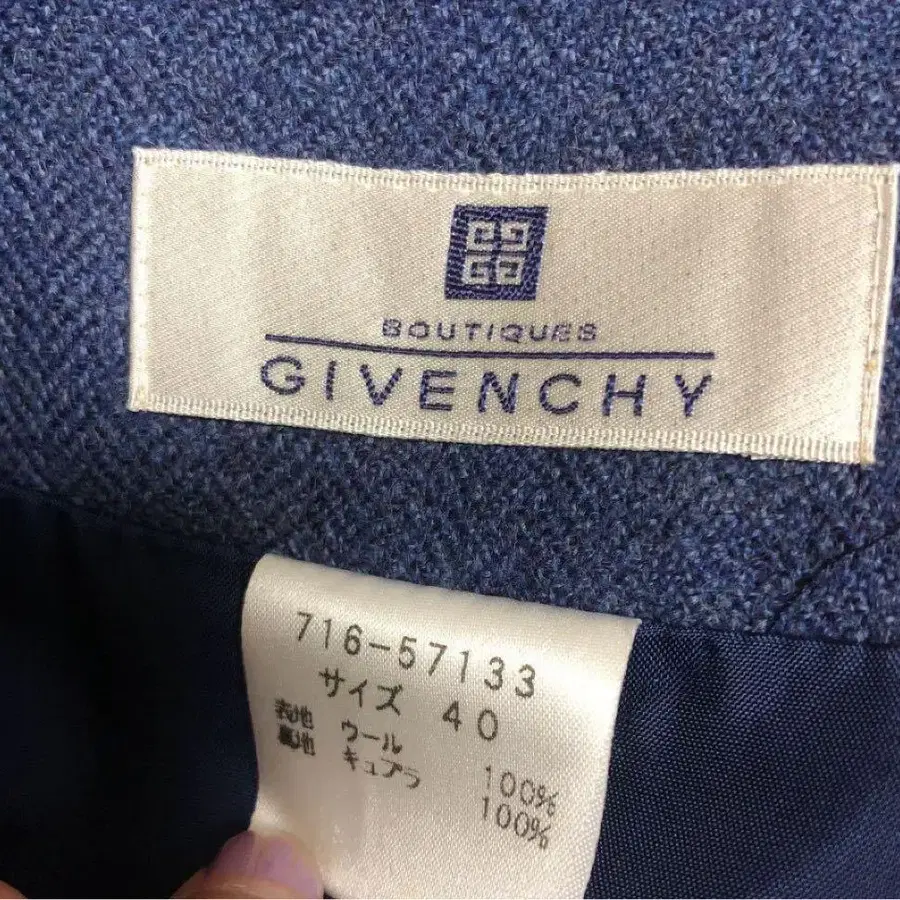 BOUTIQUES
GIVENCHY
716-57133
サイズ 40
表地 ウール 100%
裏地 キュプラ 100%